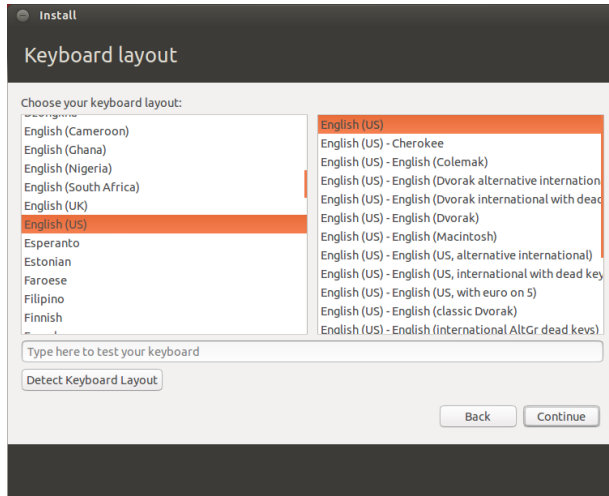 Install
Keyboard layout
Choose your keyboard layout:
Dzongkha
English (Cameroon)
English (Ghana)
English (Nigeria)
English (South Africa)
English (UK)
English (US)
Esperanto
Estonian
Faroese
Filipino
Finnish
English (US)
English (US) - Cherokee
English (US) - English (Colemak)
English (US) - English (Dvorak alternative internation
English (US) - English (Dvorak international with dead
English (US) - English (Dvorak)
English (US) - English (Macintosh)
English (US) - English (US, alternative international)
English (US) - English (US, international with dead key
English (US) - English (US, with euro on 5)
English (US) - English (classic Dvorak)
English (US) - English (international AltGr dead keys)
Type here to test your keyboard
Detect Keyboard Layout
Back
Continue